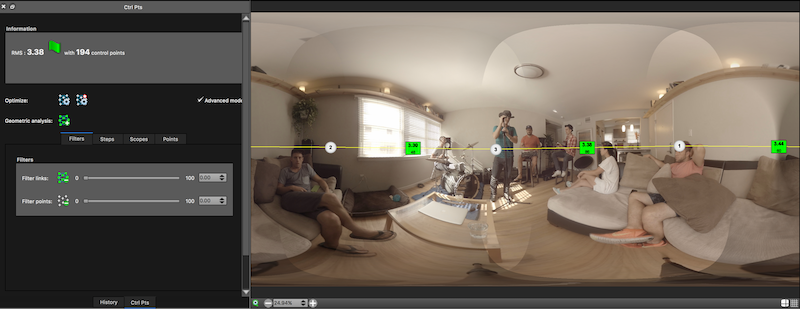 Ctrl Pts
Information
RMS : 3.38 with 194 control points
Optimize:
Advanced mode
Geometric analysis:
Filters Steps Scopes Points
Filters
Filter links: 0 100 0.00
Filter points: 0 100 0.00
History Ctrl Pts
2
3.30
3
3.38
1
3.44
24.94%